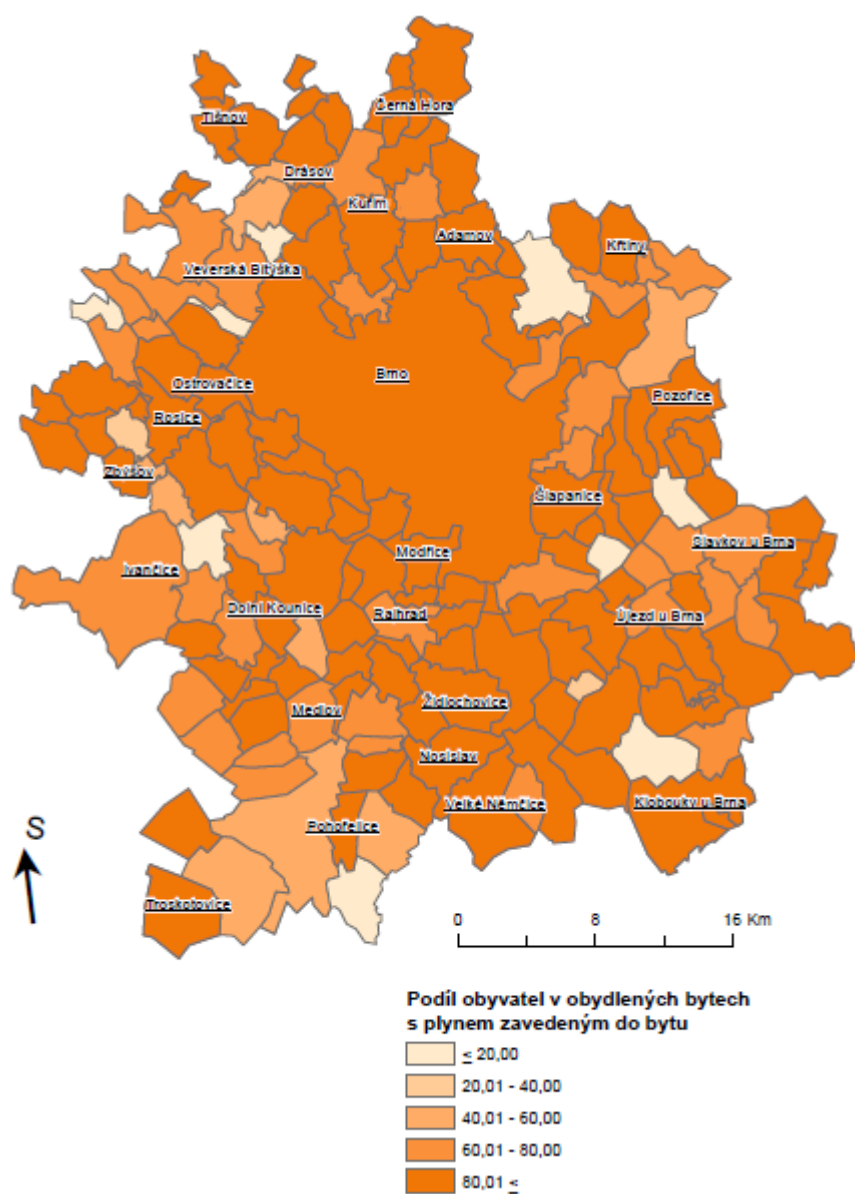 Tišnov
Černá Hora
Drásov
Kuřim
Adamov
Křtiny
Veverská Bítýška
Brno
Ostrovačice
Rosice
Pozořice
Zbýšov
Šlapanice
Slavkov u Brna
Modřice
Ivančice
Dolní Kounice
Rajhrad
Újezd u Brna
Medlov
Židlochovice
Nosislav
Velké Němčice
Klobouky u Brna
Pohořelice
Troskotovice
S
0 8 16 Km
Podíl obyvatel v obydlených bytech
s plynem zavedeným do bytu
≤ 20,00
20,01 - 40,00
40,01 - 60,00
60,01 - 80,00
80,01 ≤